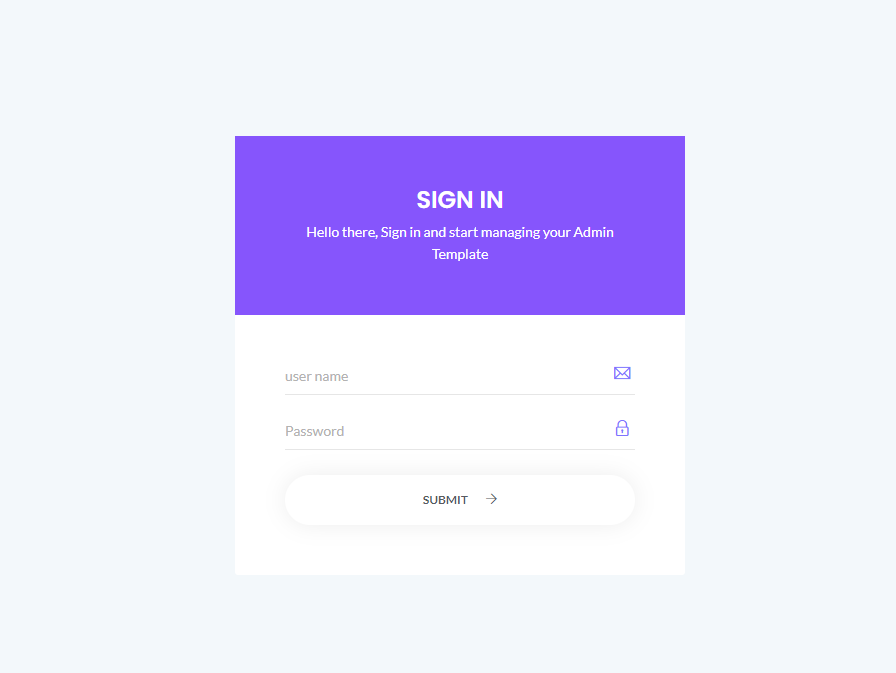 SIGN IN
Hello there, Sign in and start managing your Admin
Template
user name
Password
SUBMIT